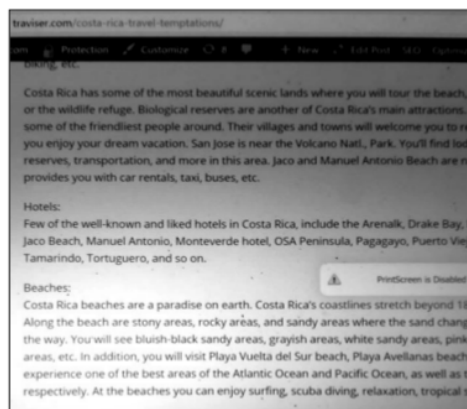 traviser.com/costa-rica-travel-temptations/
om Protection Customize 8 + New Edit Post SEO
biking, etc.
Costa Rica has some of the most beautiful scenic lands where you will tour the beach,
or the wildlife refuge. Biological reserves are another of Costa Rica's main attractions.
some of the friendliest people around. Their villages and towns will welcome you to
you enjoy your dream vacation. San Jose is near the Volcano Natl., Park. You'll find
reserves, transportation, and more in this area. Jaco and Manuel Antonio Beach are
provides you with car rentals, taxi, buses, etc.
Hotels:
Few of the well-known and liked hotels in Costa Rica, include the Arenalk, Drake Bay,
Jaco Beach, Manuel Antonio, Monteverde hotel, OSA Peninsula, Pagagayo, Puerto
Tamarindo, Tortuguero, and so on.
PrintScreen is Disabled
Beaches:
Costa Rica beaches are a paradise on earth. Costa Rica's coastlines stretch beyond
Along the beach are stony areas, rocky areas, and sandy areas where the sand
the way. You will see bluish-black sandy areas, grayish areas, white sandy areas, pink
areas, etc. In addition, you will visit Playa Vuelta del Sur beach, Playa Avellanas
experience one of the best areas of the Atlantic Ocean and Pacific Ocean, as well as
respectively. At the beaches you can enjoy surfing, scuba diving, relaxation, tropical